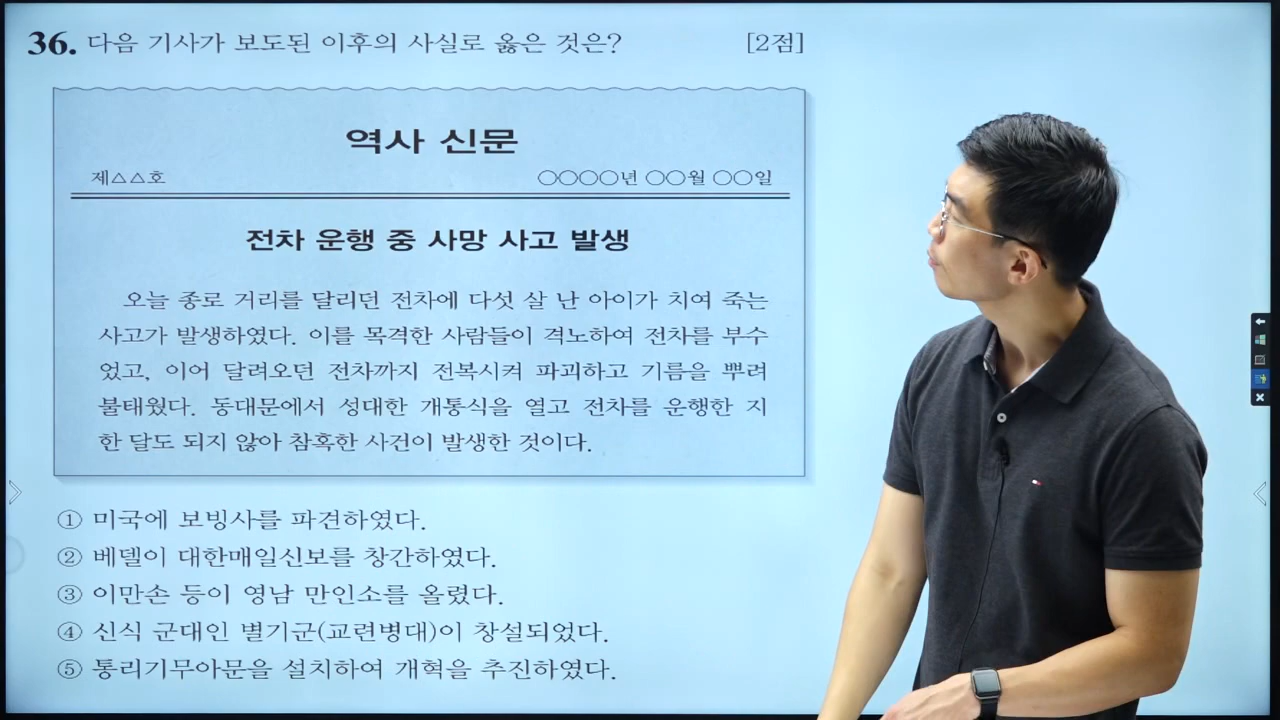 36. 다음 기사가 보도된 이후의 사실로 옳은 것은? [2점]
역사 신문
제△△호 ○○○○년 ○○월 ○○일
전차 운행 중 사망 사고 발생
오늘 종로 거리를 달리던 전차에 다섯 살 난 아이가 치여 죽는
사고가 발생하였다. 이를 목격한 사람들이 격노하여 전차를 부수
었고, 이어 달려오던 전차까지 전복시켜 파괴하고 기름을 뿌려
불태웠다. 동대문에서 성대한 개통식을 열고 전차를 운행한 지
한 달도 되지 않아 참혹한 사건이 발생한 것이다.
① 미국에 보빙사를 파견하였다.
② 베델이 대한매일신보를 창간하였다.
③ 이만손 등이 영남 만인소를 올렸다.
④ 신식 군대인 별기군(교련병대)이 창설되었다.
⑤ 통리기무아문을 설치하여 개혁을 추진하였다.